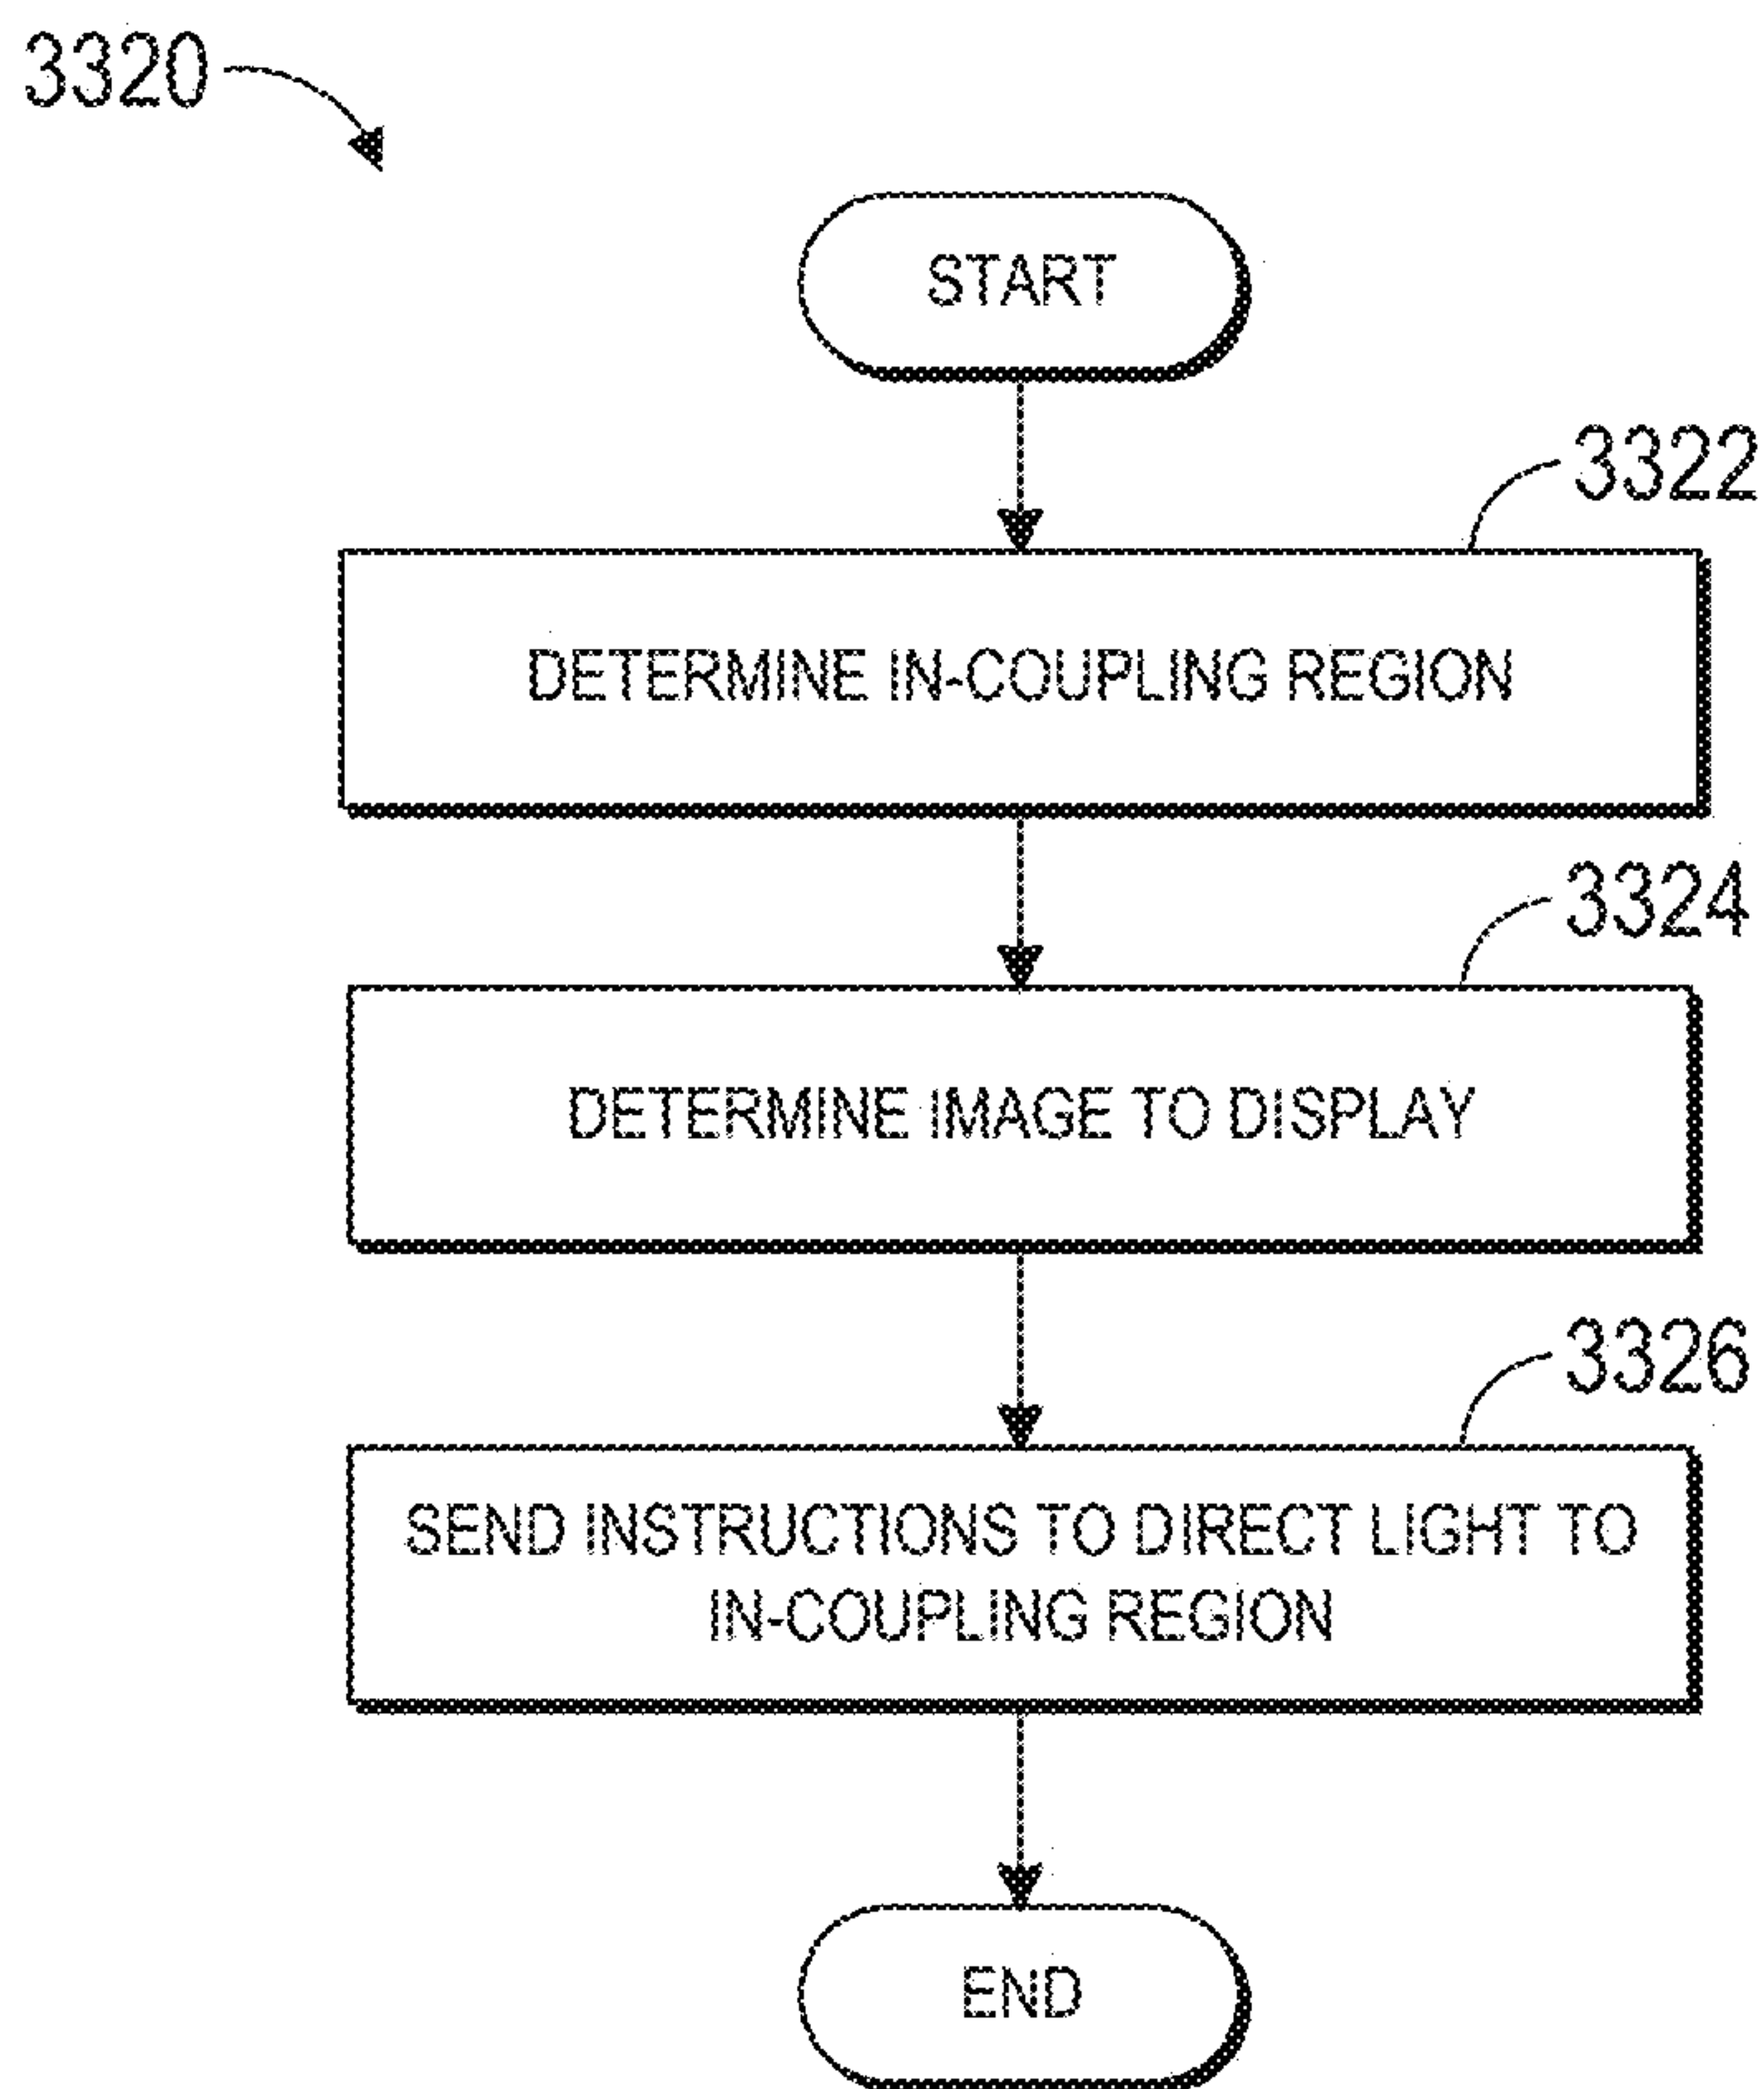 3320
START
3322
DETERMINE IN-COUPLING REGION
3324
DETERMINE IMAGE TO DISPLAY
3326
SEND INSTRUCTIONS TO DIRECT LIGHT TO
IN-COUPLING REGION
END